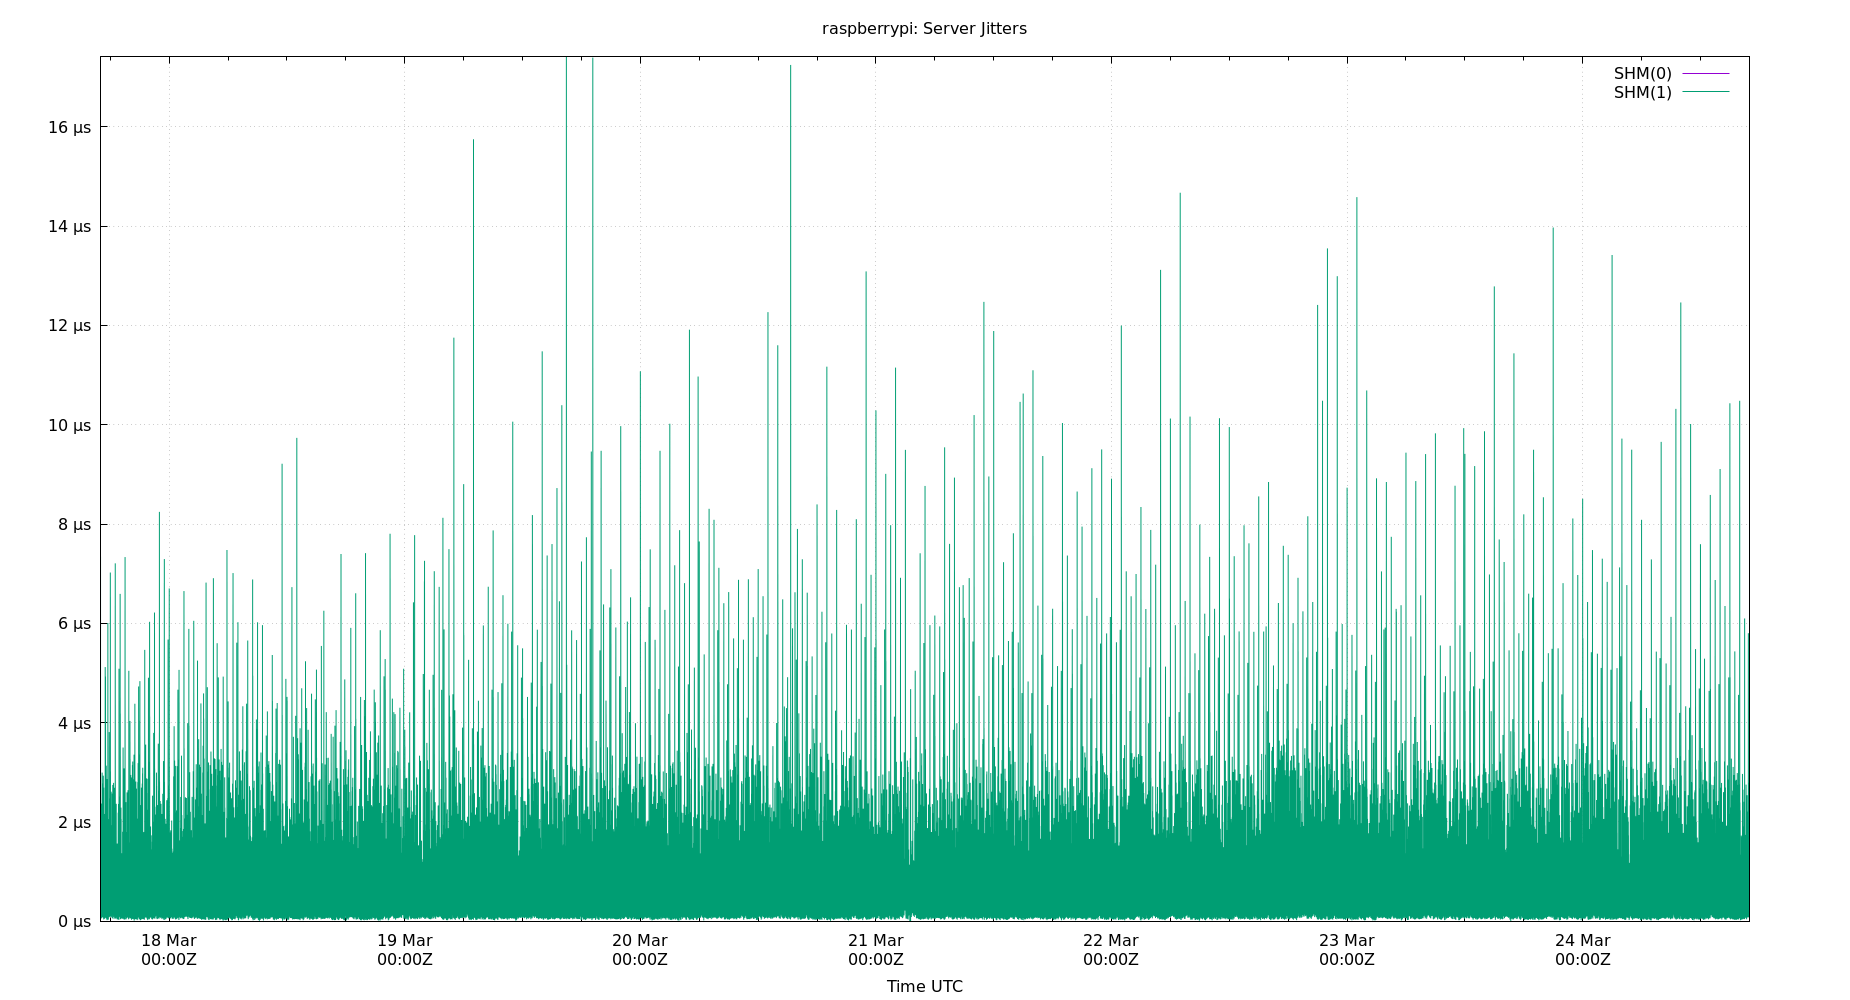 raspberrypi: Server Jitters
SHM(0)
SHM(1)
16 µs
14 µs
12 µs
10 µs
8 µs
6 µs
4 µs
2 µs
0 µs
18 Mar 19 Mar 20 Mar 21 Mar 22 Mar 23 Mar 24 Mar
00:00Z 00:00Z 00:00Z 00:00Z 00:00Z 00:00Z 00:00Z
Time UTC